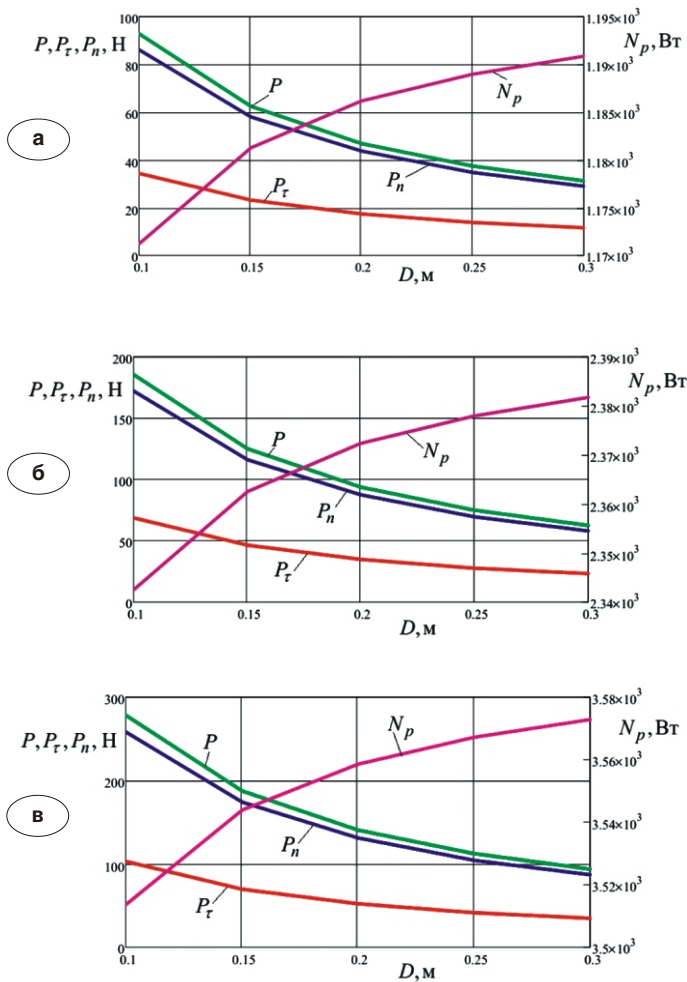 P, Pτ, Pn, Н
Np, Вт
100
80
60
40
20
0
1.195×10³
1.19×10³
1.185×10³
1.18×10³
1.175×10³
1.17×10³
P
Np
Pn
Pτ
а
0.1
0.15
0.2
0.25
0.3
D, м
P, Pτ, Pn, Н
Np, Вт
200
150
100
50
0
2.39×10³
2.38×10³
2.37×10³
2.36×10³
2.35×10³
2.34×10³
P
Np
Pn
Pτ
б
0.1
0.15
0.2
0.25
0.3
D, м
P, Pτ, Pn, Н
Np, Вт
300
200
100
0
3.58×10³
3.56×10³
3.54×10³
3.52×10³
3.5×10³
Np
P
Pn
Pτ
в
0.1
0.15
0.2
0.25
0.3
D, м